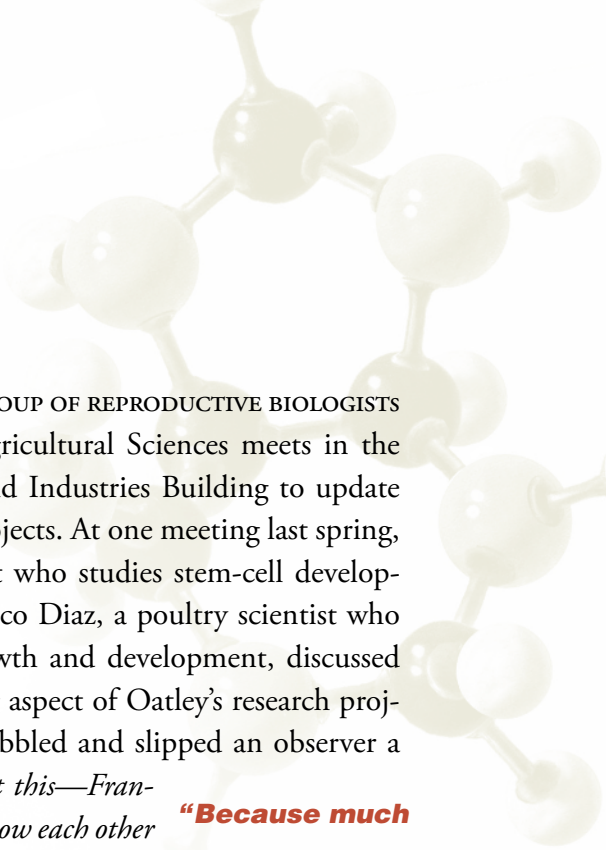 OUP OF REPRODUCTIVE BIOLOGISTS
gricultural Sciences meets in the
d Industries Building to update
jects. At one meeting last spring,
t who studies stem-cell develop-
co Diaz, a poultry scientist who
wth and development, discussed
aspect of Oatley’s research proj-
bbled and slipped an observer a
t this—Fran-
ow each other
“Because much